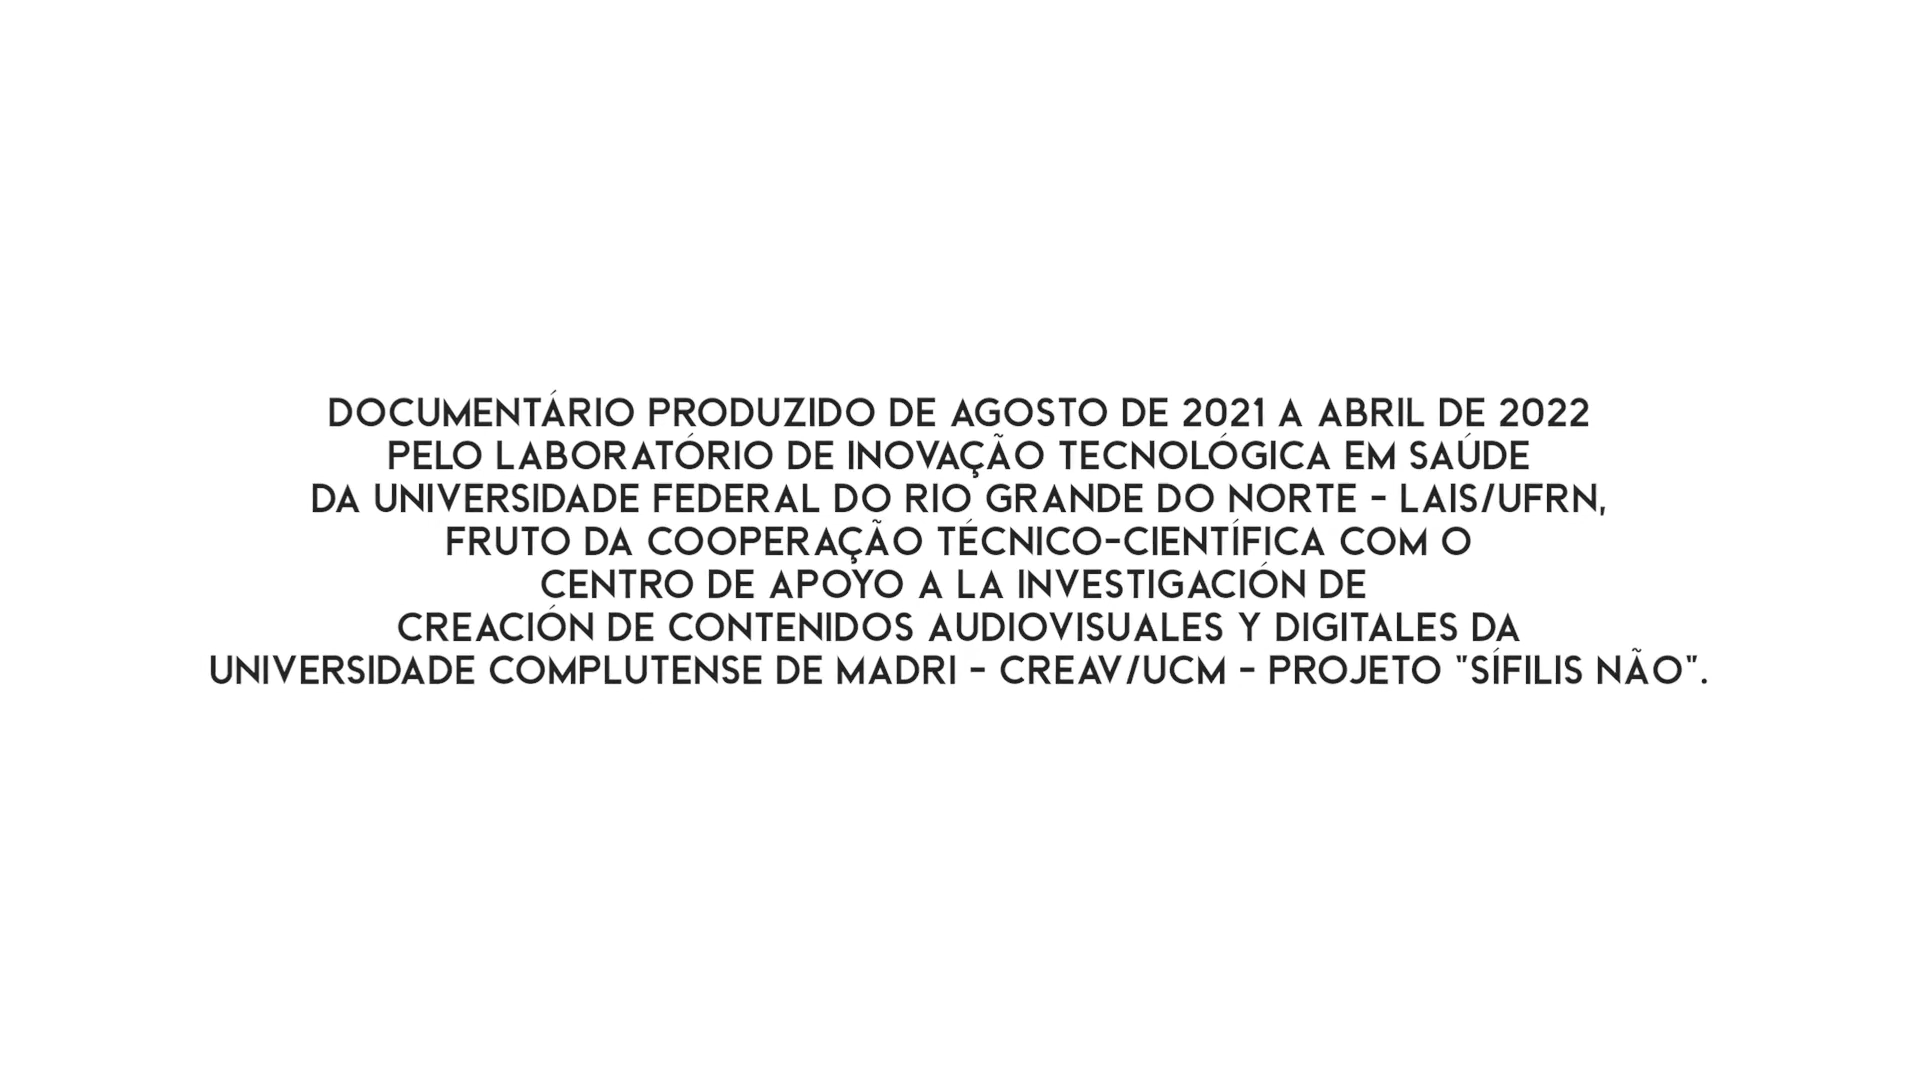 DOCUMENTÁRIO PRODUZIDO DE AGOSTO DE 2021 A ABRIL DE 2022
PELO LABORATÓRIO DE INOVAÇÃO TECNOLÓGICA EM SAÚDE
DA UNIVERSIDADE FEDERAL DO RIO GRANDE DO NORTE - LAIS/UFRN,
FRUTO DA COOPERAÇÃO TÉCNICO-CIENTÍFICA COM O
CENTRO DE APOYO A LA INVESTIGACIÓN DE
CREACIÓN DE CONTENIDOS AUDIOVISUALES Y DIGITALES DA
UNIVERSIDADE COMPLUTENSE DE MADRI - CREAV/UCM - PROJETO "SÍFILIS NÃO".